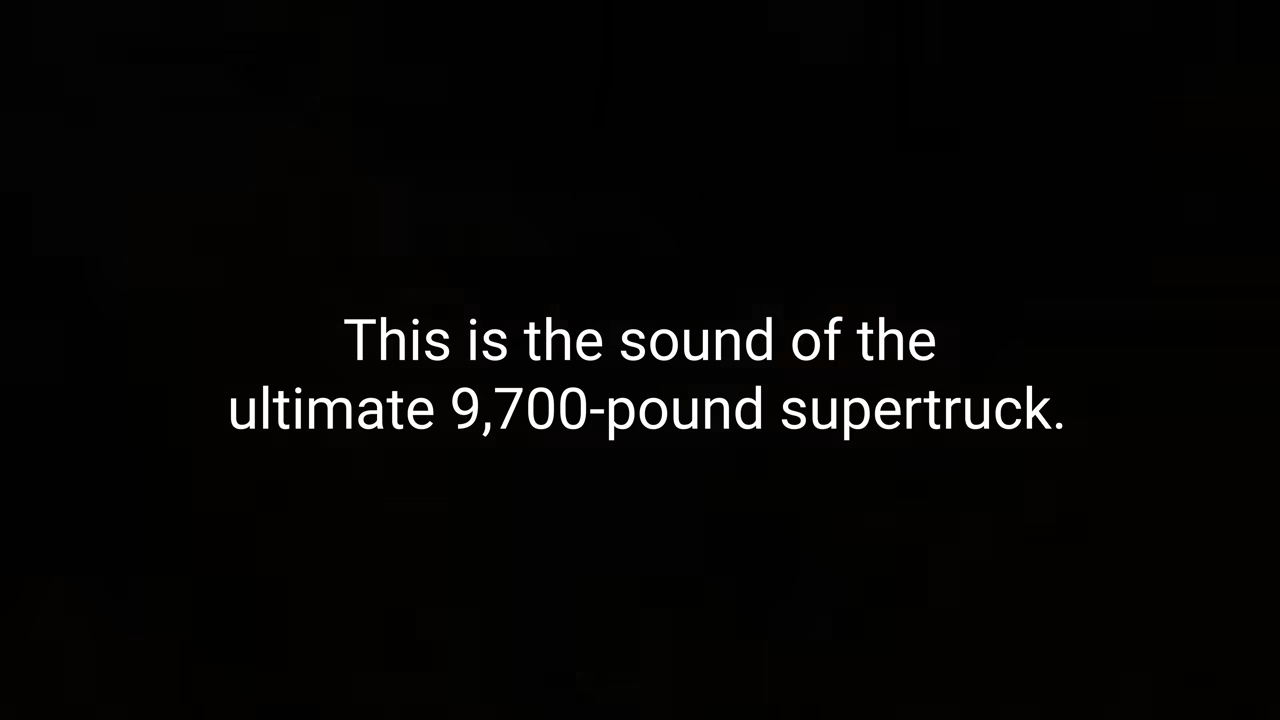 This is the sound of the
ultimate 9,700-pound supertruck.